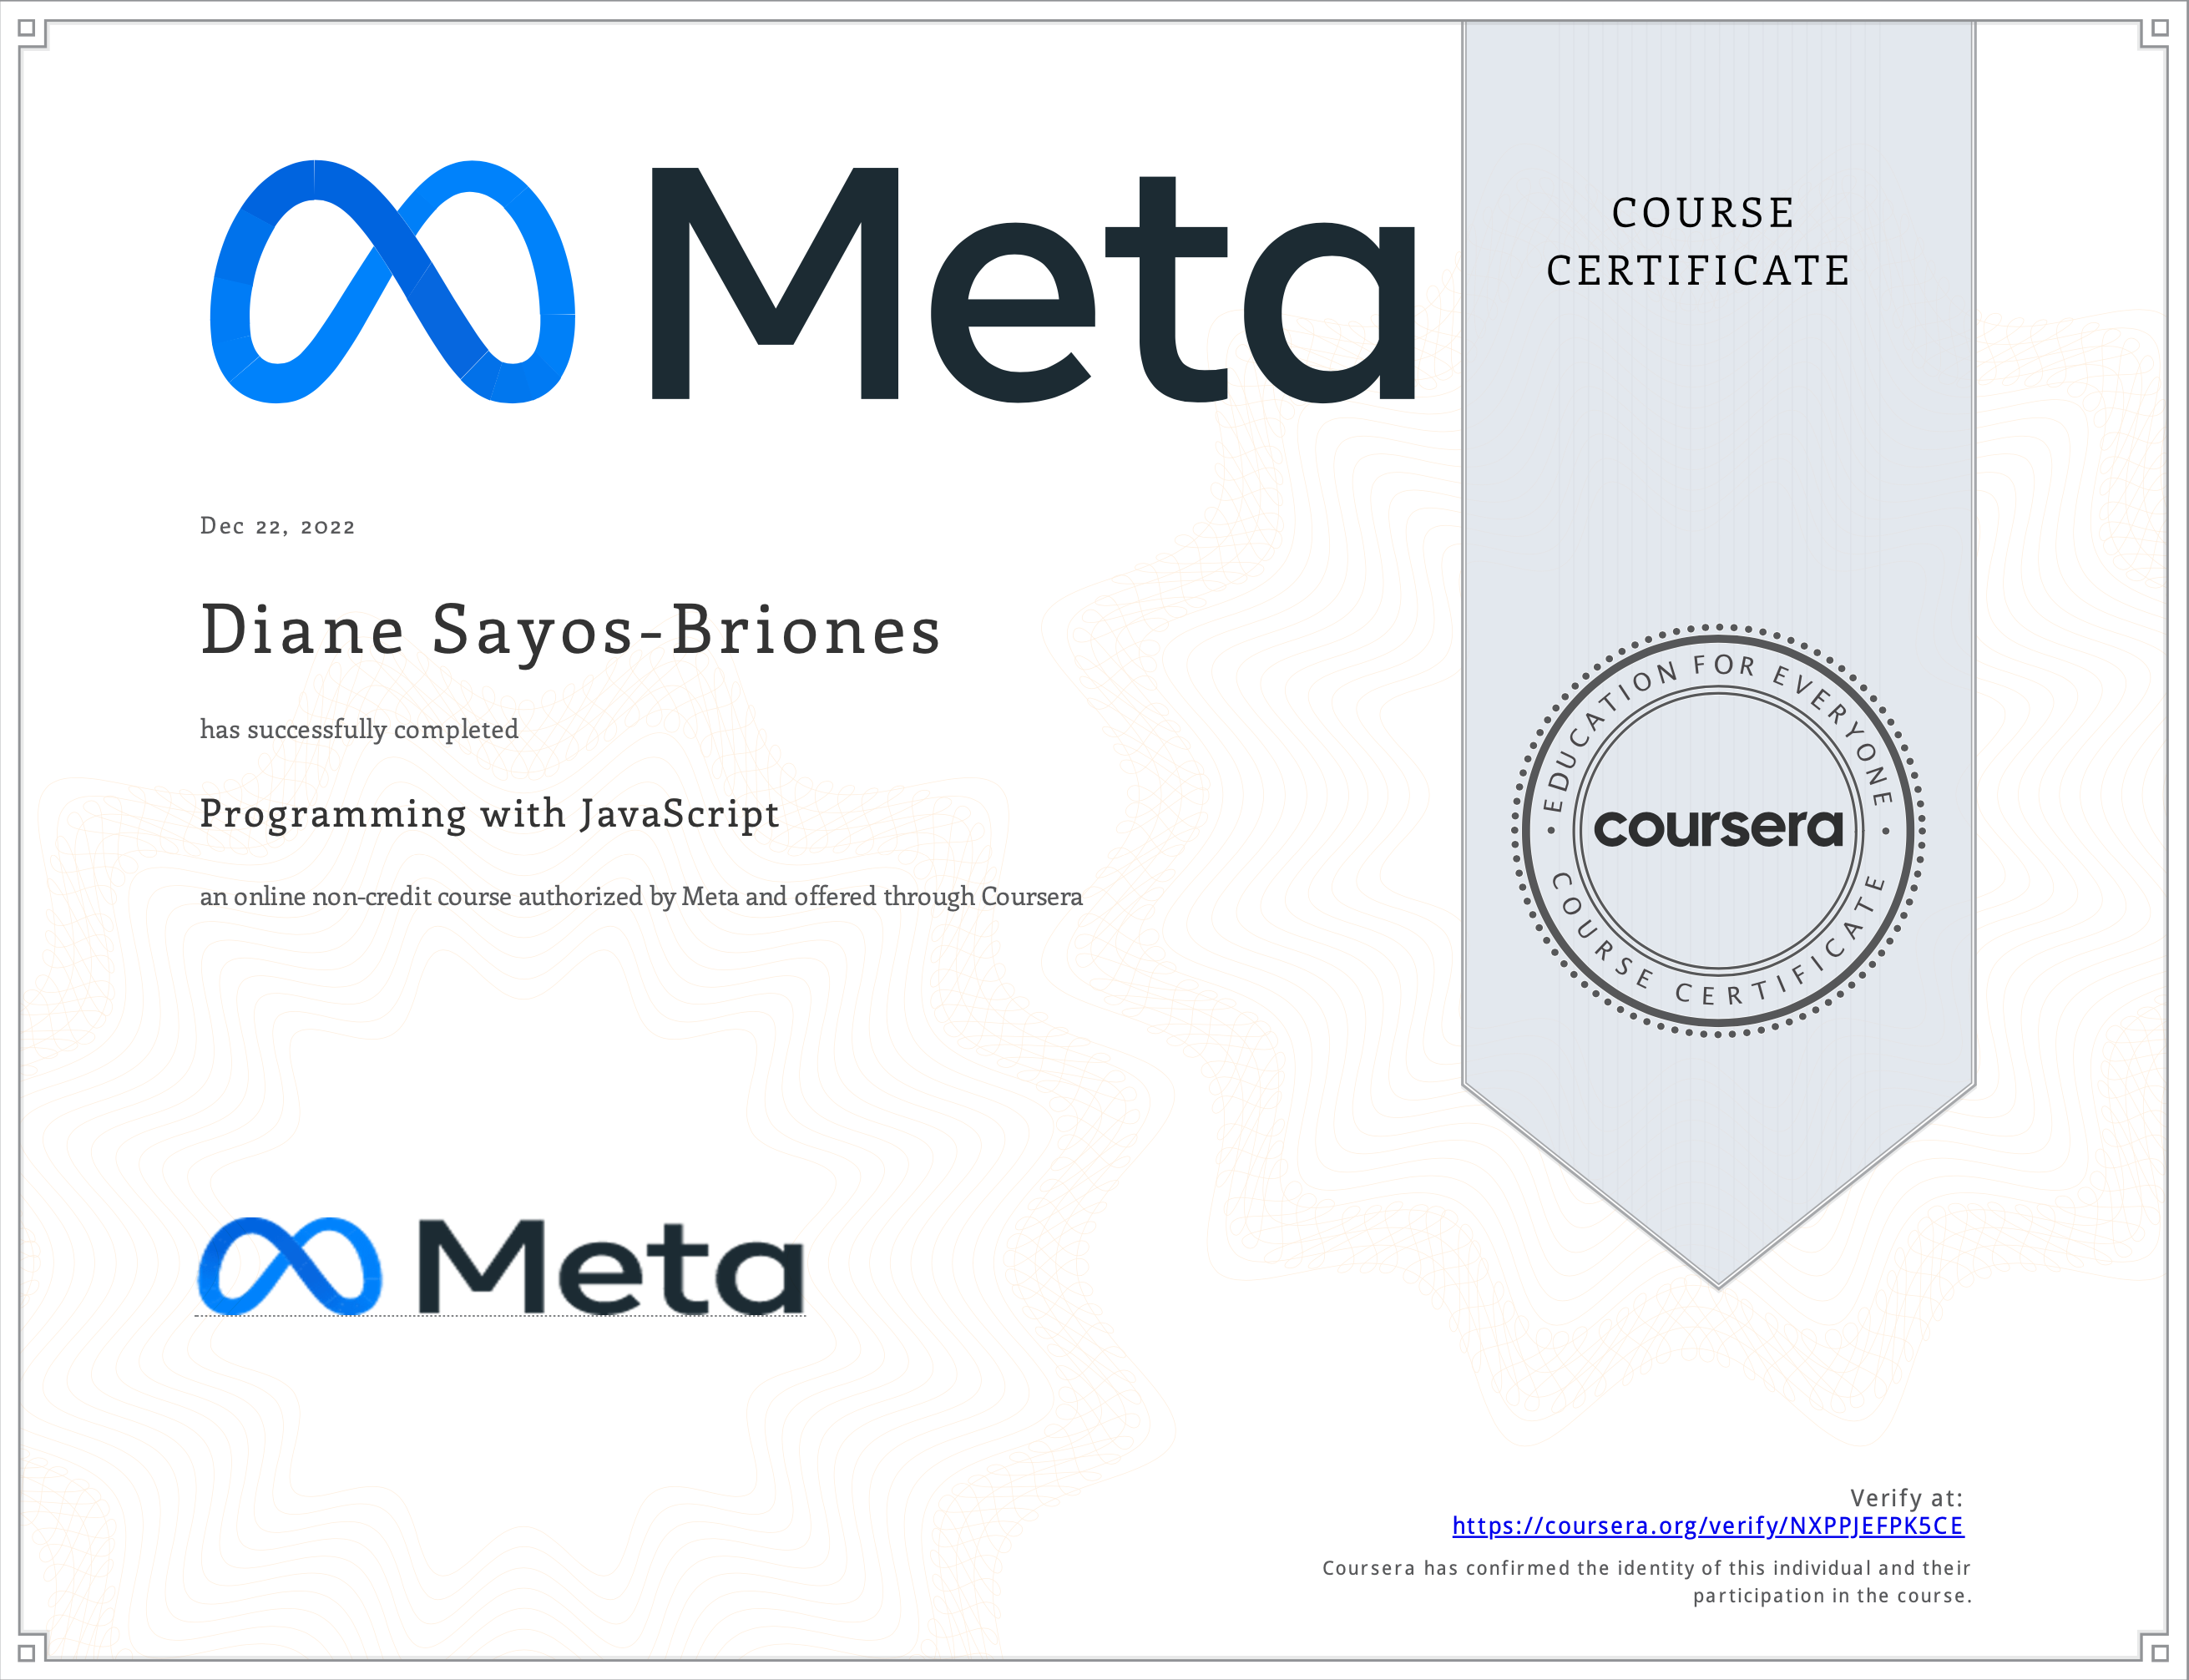 Meta
COURSE
CERTIFICATE
Dec 22, 2022
Diane Sayos-Briones
has successfully completed
Programming with JavaScript
an online non-credit course authorized by Meta and offered through Coursera
EDUCATION FOR EVERYONE
coursera
COURSE CERTIFICATE
Meta
Verify at:
https://coursera.org/verify/NXPPJEFPK5CE
Coursera has confirmed the identity of this individual and their
participation in the course.